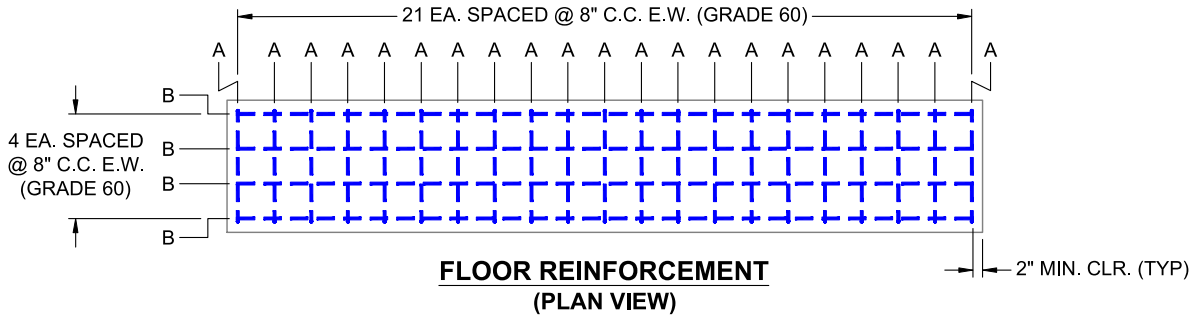 21 EA. SPACED @ 8" C.C. E.W. (GRADE 60)
A A A A A A A A A A A A A A A A A A A A A
B
4 EA. SPACED
@ 8" C.C. E.W.
(GRADE 60)
B
B
B
FLOOR REINFORCEMENT
(PLAN VIEW)
2" MIN. CLR. (TYP)